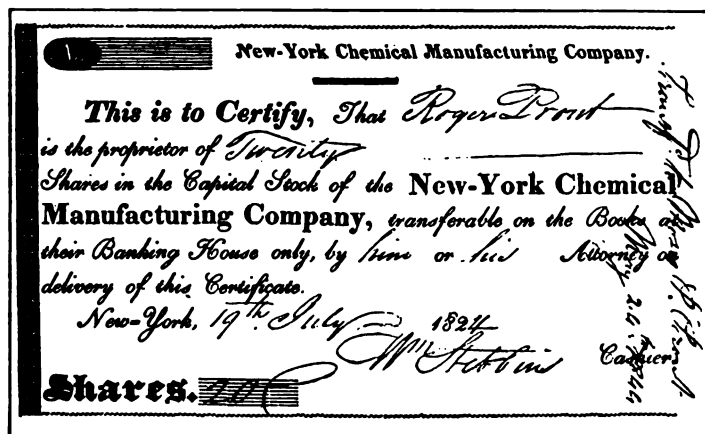 1
New-York Chemical Manufacturing Company.
This is to Certify, That Roger Prout
is the proprietor of Twenty
Shares in the Capital Stock of the New-York Chemical
Manufacturing Company, transferable on the Books at
their Banking House only, by him or his Attorney on
delivery of this Certificate.
New-York, 19th July 1824
Wm Stebbins Cashier
Shares. 20
May 24th 1844